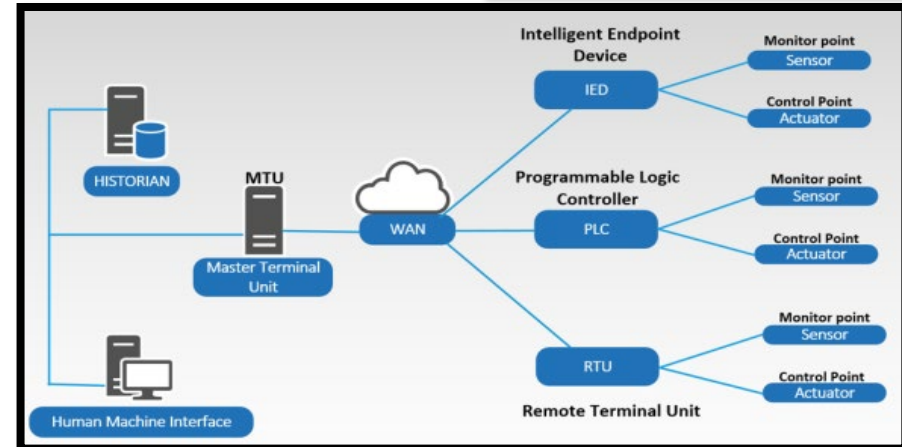 Intelligent Endpoint
Device
IED
Monitor point
Sensor
Control Point
Actuator
HISTORIAN
MTU
Master Terminal
Unit
WAN
Programmable Logic
Controller
PLC
Monitor point
Sensor
Control Point
Actuator
Human Machine Interface
RTU
Remote Terminal Unit
Monitor point
Sensor
Control Point
Actuator